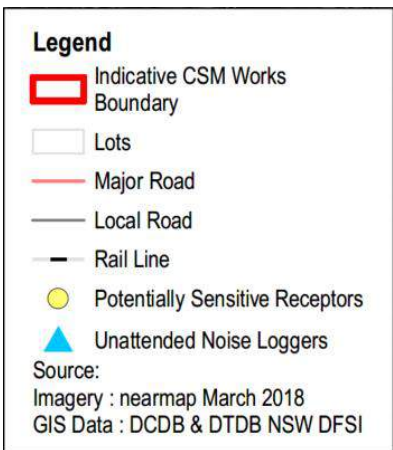 Legend
Indicative CSM Works
Boundary
Lots
Major Road
Local Road
Rail Line
Potentially Sensitive Receptors
Unattended Noise Loggers
Source:
Imagery : nearmap March 2018
GIS Data : DCDB & DTDB NSW DFSI